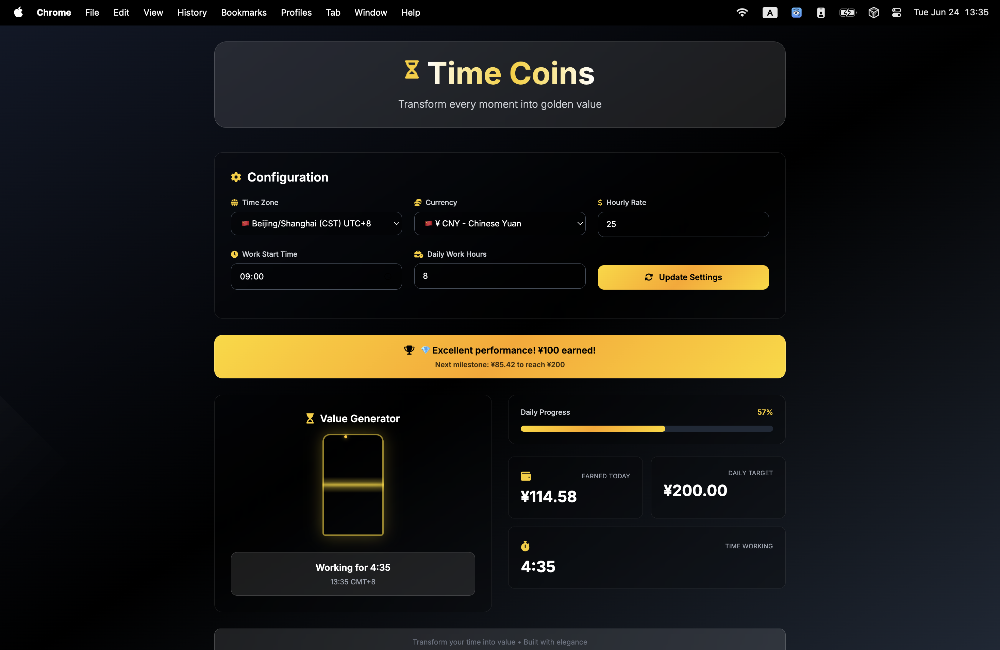 Chrome File Edit View History Bookmarks Profiles Tab Window Help A Tue Jun 24 13:35
Time Coins
Transform every moment into golden value
Configuration
Time Zone
🇨🇳 Beijing/Shanghai (CST) UTC+8
Currency
🇨🇳 ¥ CNY - Chinese Yuan
$ Hourly Rate
25
Work Start Time
09:00
Daily Work Hours
8
Update Settings
💎 Excellent performance! ¥100 earned!
Next milestone: ¥85.42 to reach ¥200
Value Generator
Working for 4:35
13:35 GMT+8
Daily Progress 57%
EARNED TODAY
¥114.58
DAILY TARGET
¥200.00
TIME WORKING
4:35
Transform your time into value • Built with elegance